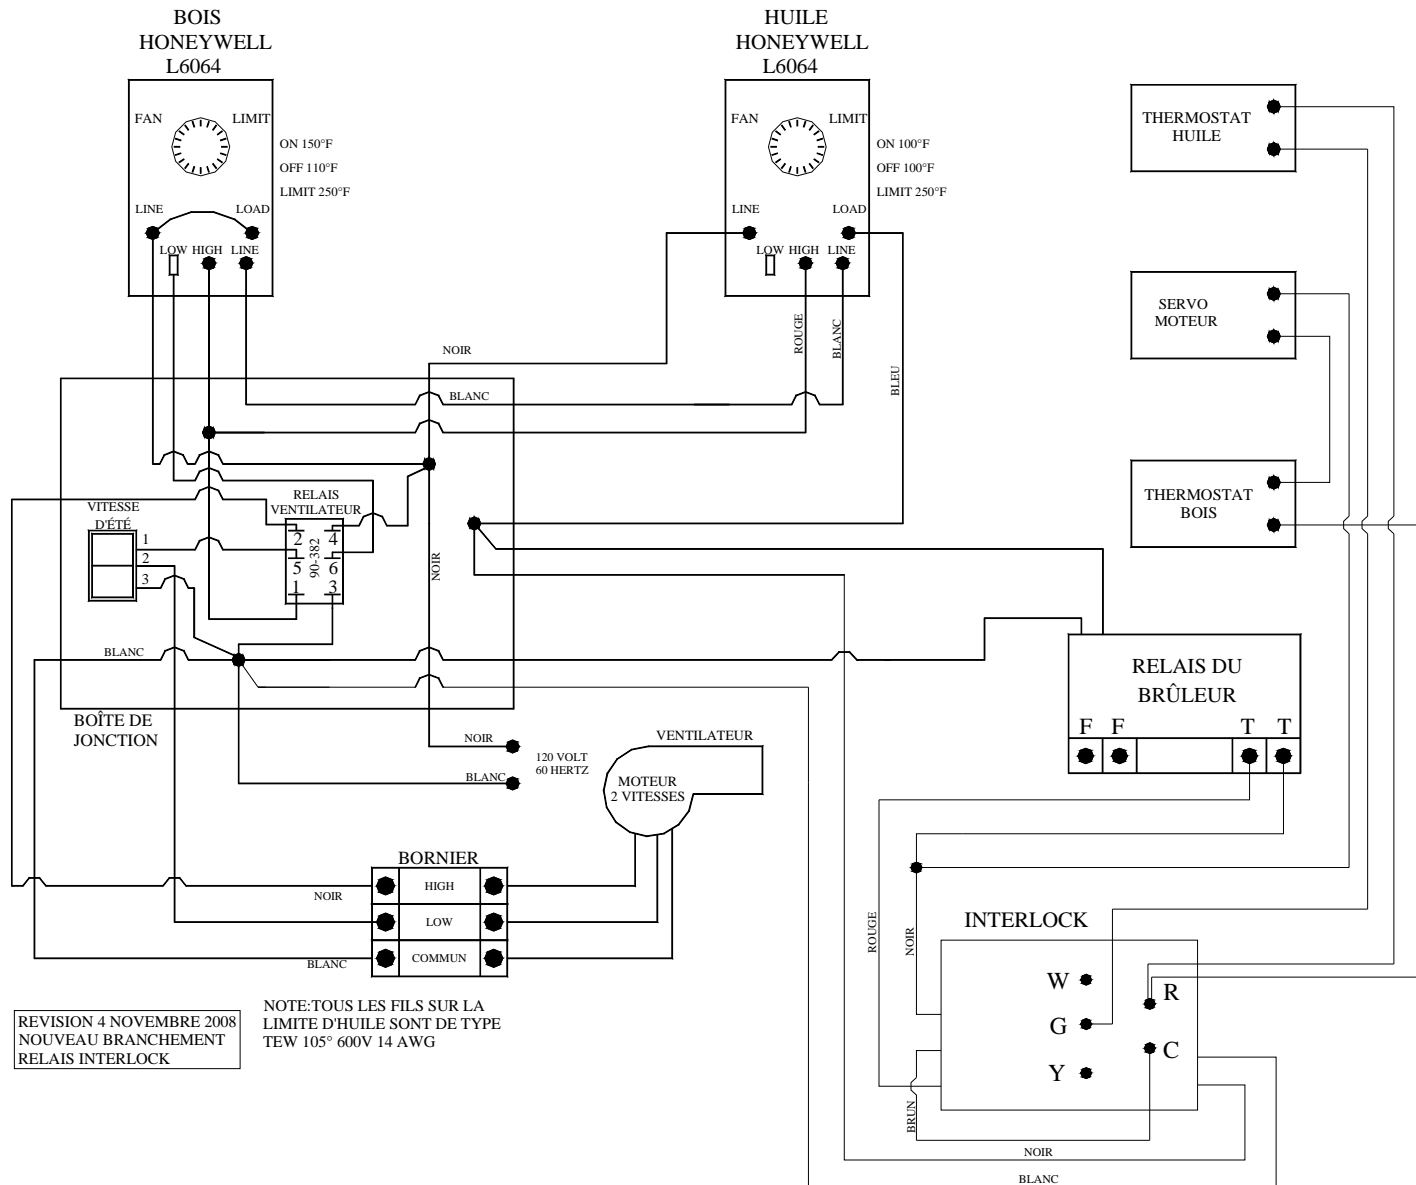 BOIS
HONEYWELL
L6064
FAN
LIMIT
ON 150°F
OFF 110°F
LIMIT 250°F
LINE
LOAD
LOW
HIGH
LINE
HUILE
HONEYWELL
L6064
FAN
LIMIT
ON 100°F
OFF 100°F
LIMIT 250°F
LINE
LOAD
LOW
HIGH
LINE
THERMOSTAT
HUILE
SERVO
MOTEUR
THERMOSTAT
BOIS
NOIR
ROUGE
BLANC
BLEU
BLANC
VITESSE
D'ÉTÉ
1
2
3
RELAIS
VENTILATEUR
2
4
5
6
1
3
90-382
NOIR
BLANC
BOÎTE DE
JONCTION
NOIR
BLANC
120 VOLT
60 HERTZ
VENTILATEUR
MOTEUR
2 VITESSES
RELAIS DU
BRÛLEUR
F
F
T
T
BORNIER
HIGH
LOW
COMMUN
NOIR
BLANC
ROUGE
NOIR
INTERLOCK
W
G
Y
R
C
BRUN
NOIR
BLANC
REVISION 4 NOVEMBRE 2008
NOUVEAU BRANCHEMENT
RELAIS INTERLOCK
NOTE:TOUS LES FILS SUR LA
LIMITE D'HUILE SONT DE TYPE
TEW 105° 600V 14 AWG